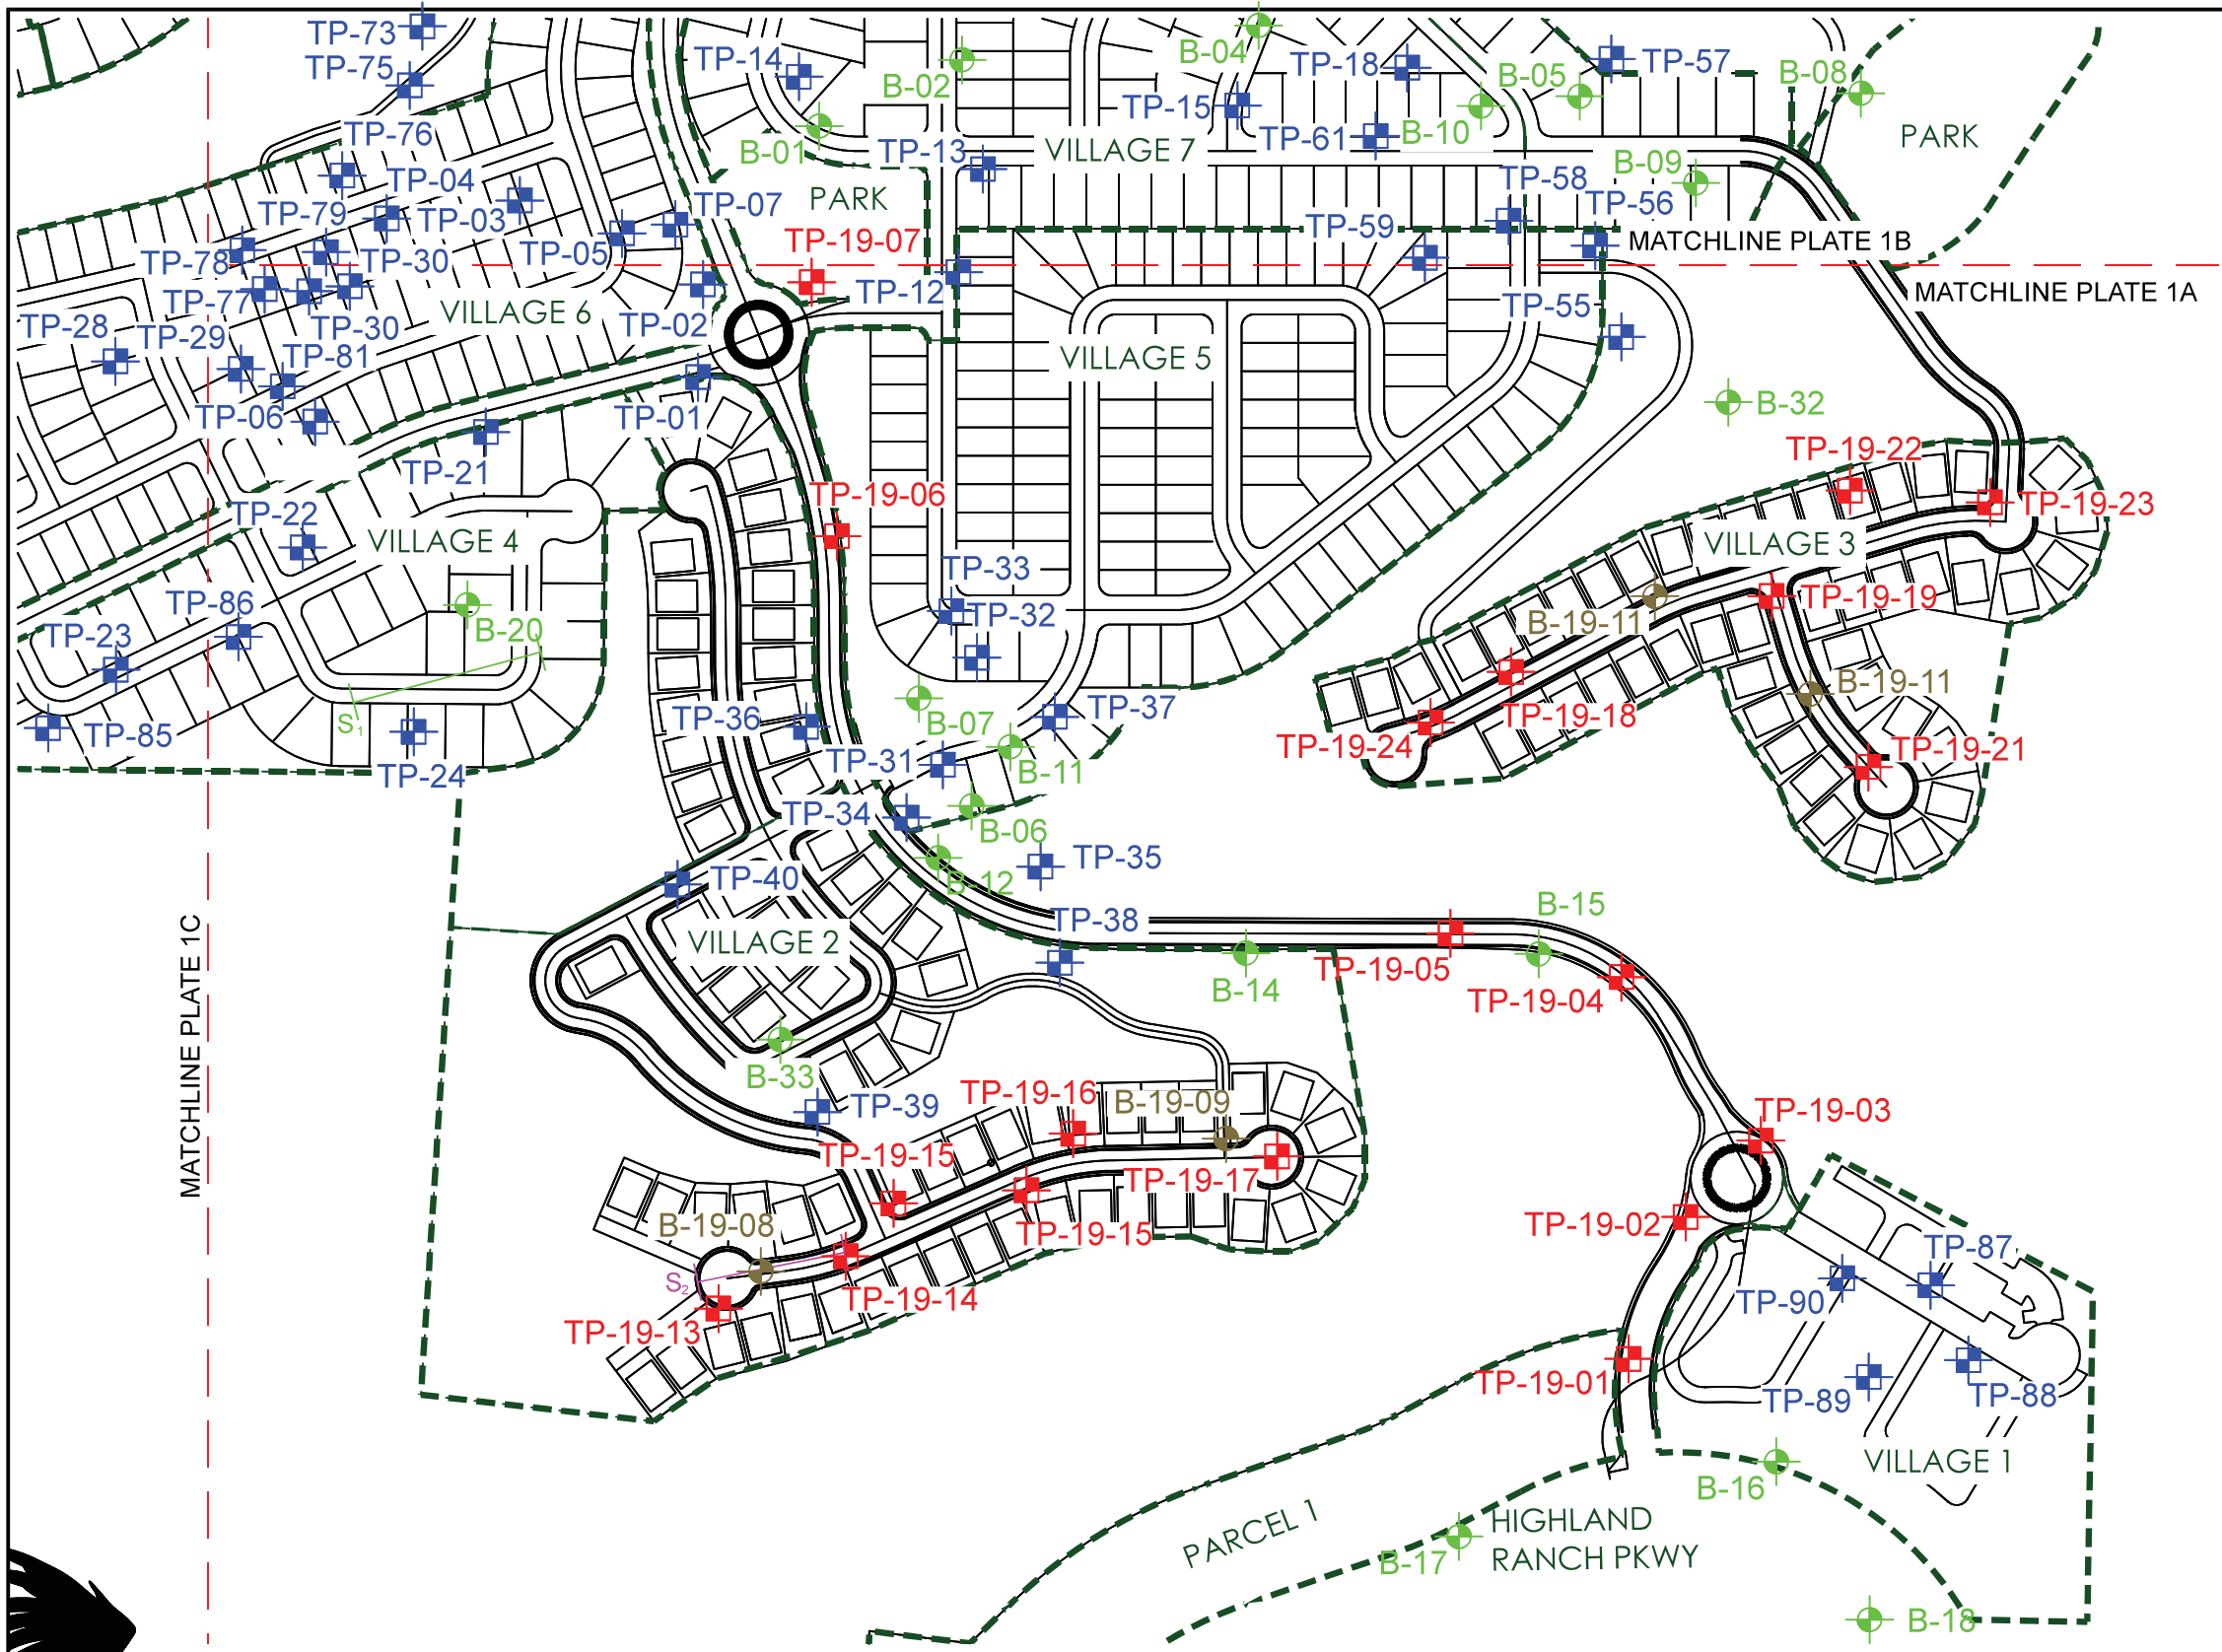 TP-73
B-04
TP-75
TP-14
B-02
TP-18
B-05
TP-57
B-08
TP-76
B-01
TP-13
VILLAGE 7
TP-15
TP-61
B-10
PARK
TP-04
PARK
B-09
TP-58
TP-79
TP-03
TP-07
TP-59
TP-56
TP-78
TP-30
TP-05
TP-19-07
MATCHLINE PLATE 1B
TP-77
TP-12
MATCHLINE PLATE 1A
TP-28
TP-29
TP-30
VILLAGE 6
TP-02
TP-55
TP-81
VILLAGE 5
TP-06
TP-01
B-32
TP-21
TP-19-22
TP-22
TP-19-06
TP-19-23
VILLAGE 4
VILLAGE 3
TP-33
TP-86
TP-32
TP-19-19
TP-23
B-20
B-19-11
B-19-11
S1
TP-36
B-07
TP-37
TP-19-18
TP-85
TP-19-24
TP-19-21
TP-24
TP-31
B-11
TP-34
B-06
TP-35
TP-40
B-12
TP-38
B-15
VILLAGE 2
TP-19-05
B-14
TP-19-04
MATCHLINE PLATE 1C
B-33
TP-19-16
B-19-09
TP-39
TP-19-03
TP-19-15
TP-19-17
B-19-08
TP-19-15
TP-19-02
S2
TP-87
TP-19-14
TP-90
TP-19-13
TP-19-01
TP-89
TP-88
VILLAGE 1
B-16
PARCEL 1
HIGHLAND
RANCH PKWY
B-17
B-18